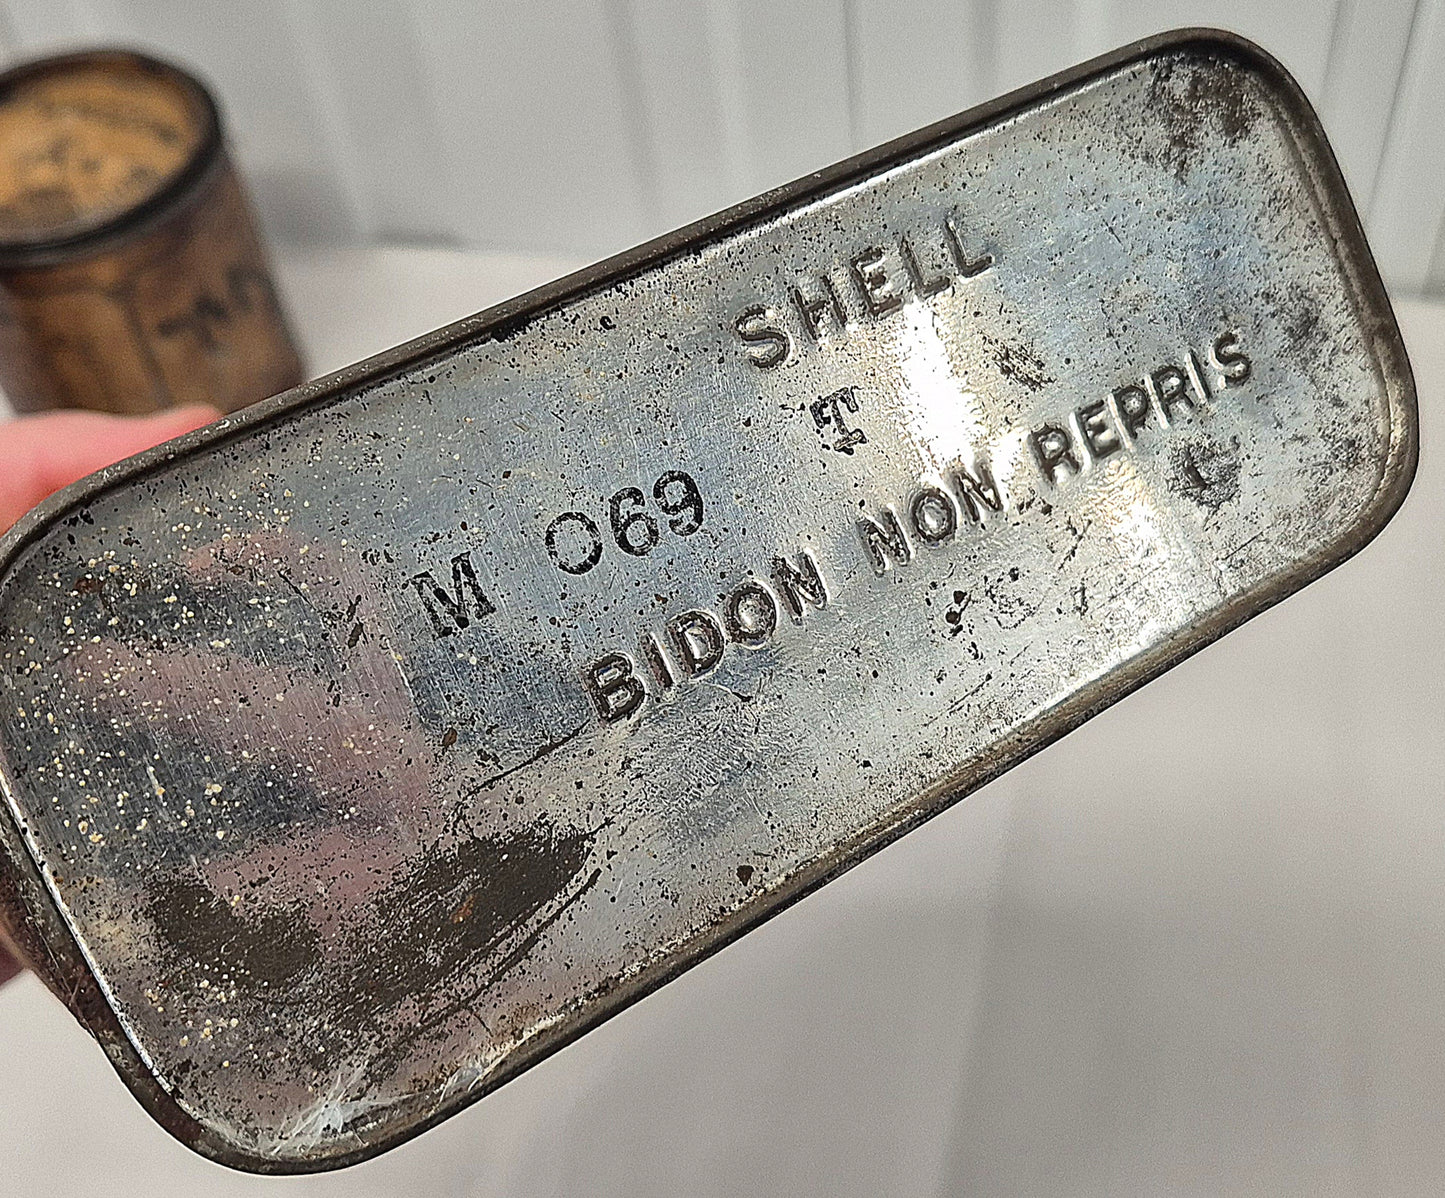 SHELL
T
M 069
BIDON NON REPRIS